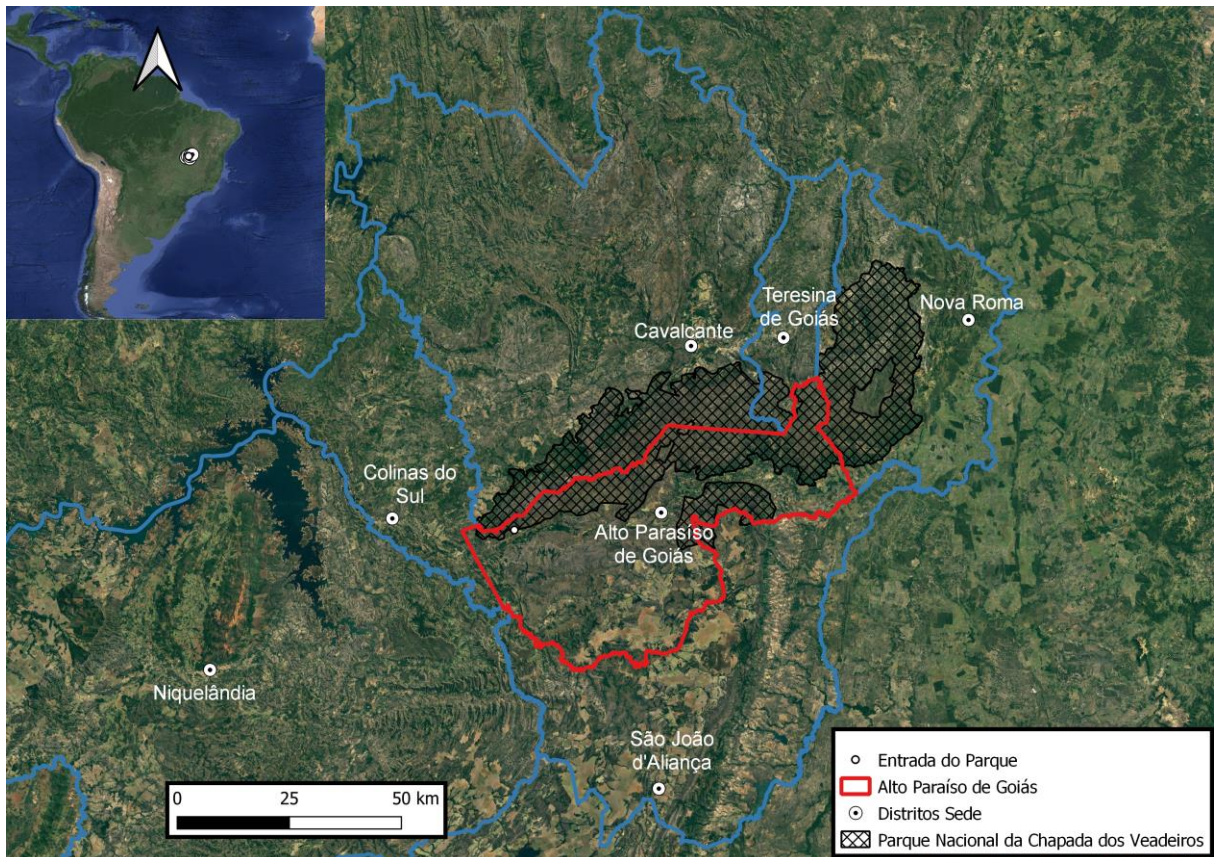 Teresina
de Goiás
Nova Roma
Cavalcante
Colinas do
Sul
Alto Parasíso
de Goiás
Niquelândia
São João
d'Aliança
0 25 50 km
Entrada do Parque
Alto Paraíso de Goiás
Distritos Sede
Parque Nacional da Chapada dos Veadeiros